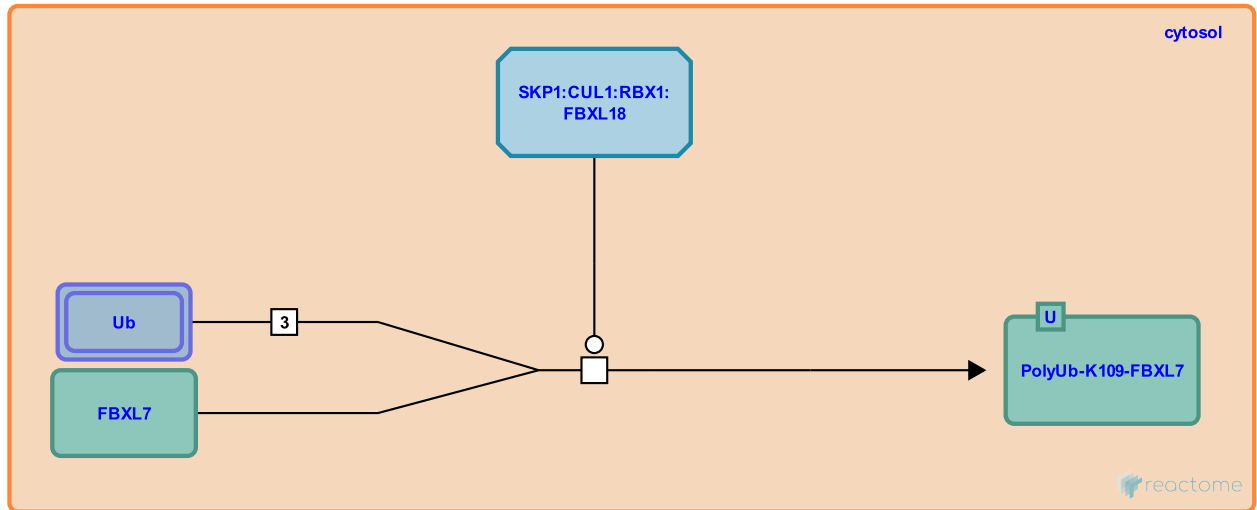 cytosol
SKP1:CUL1:RBX1:
FBXL18
Ub
3
FBXL7
U
PolyUb-K109-FBXL7
reactome